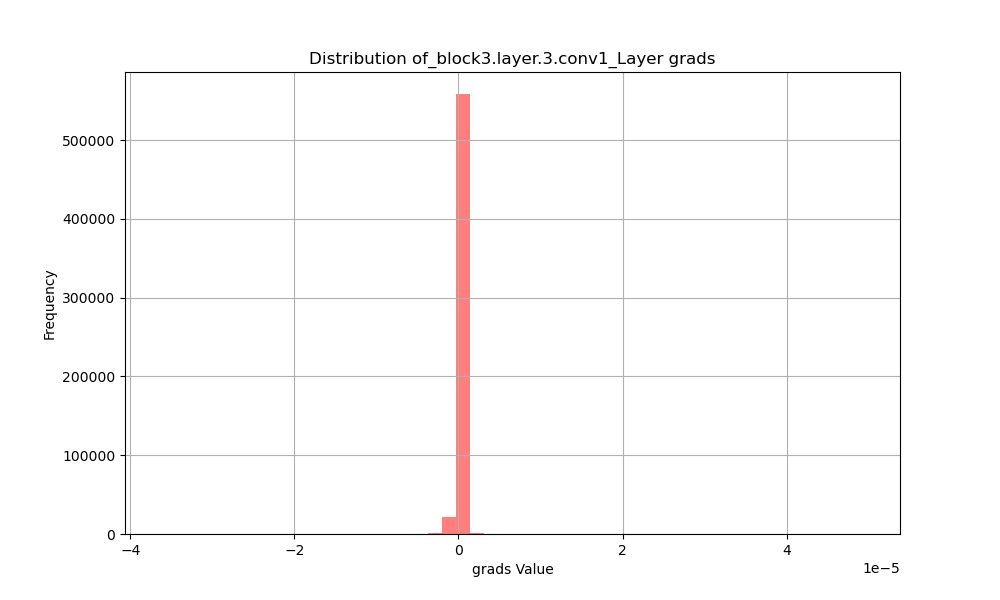 Distribution of_block3.layer.3.conv1_Layer grads
500000
400000
300000
200000
100000
0
Frequency
−4
−2
0
2
4
1e−5
grads Value